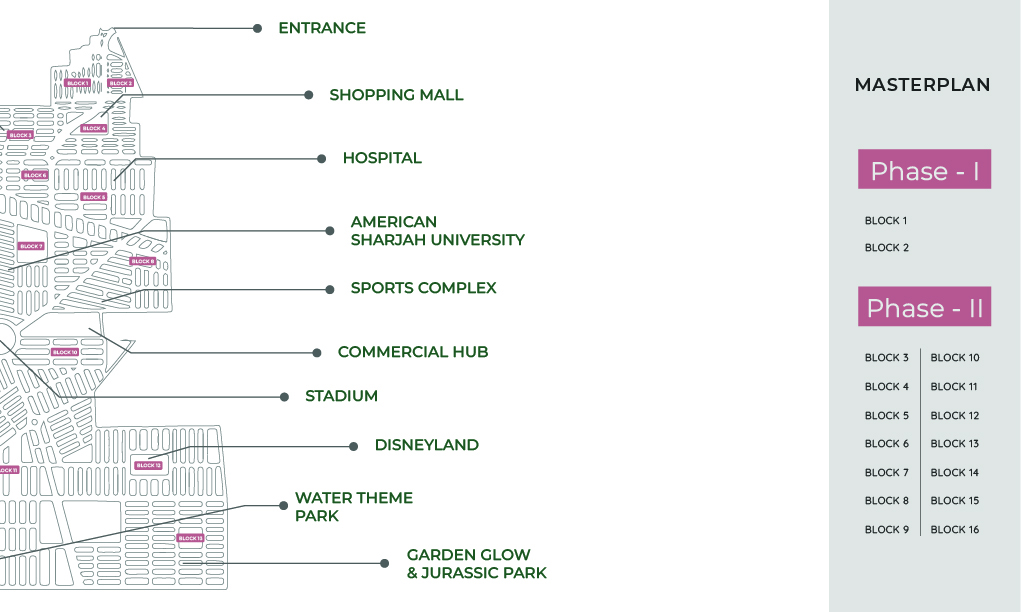 ENTRANCE
BLOCK 1
BLOCK 2
SHOPPING MALL
BLOCK 4
BLOCK 3
HOSPITAL
BLOCK 6
BLOCK 5
AMERICAN
SHARJAH UNIVERSITY
BLOCK 7
BLOCK 8
SPORTS COMPLEX
COMMERCIAL HUB
BLOCK 10
STADIUM
DISNEYLAND
BLOCK 12
WATER THEME
PARK
BLOCK 13
GARDEN GLOW
& JURASSIC PARK
MASTERPLAN
Phase - I
BLOCK 1
BLOCK 2
Phase - II
BLOCK 3
BLOCK 4
BLOCK 5
BLOCK 6
BLOCK 7
BLOCK 8
BLOCK 9
BLOCK 10
BLOCK 11
BLOCK 12
BLOCK 13
BLOCK 14
BLOCK 15
BLOCK 16